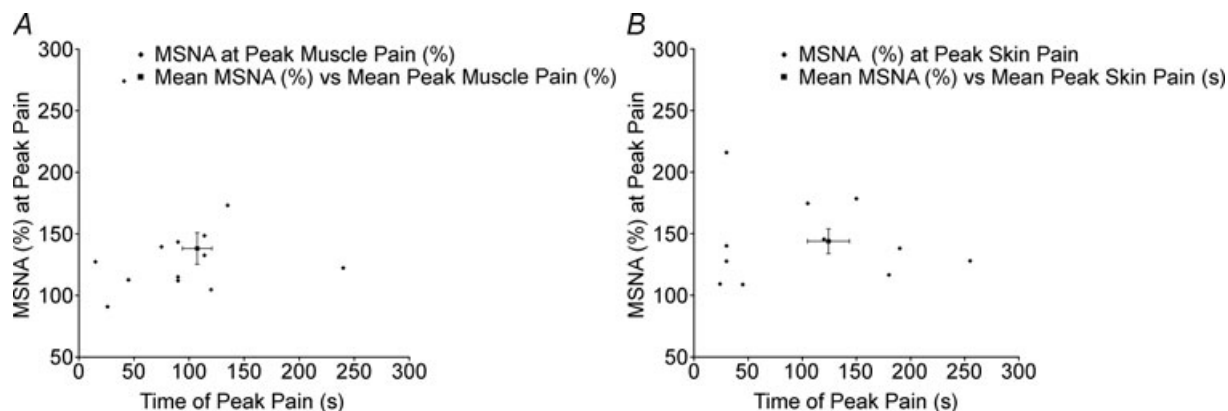 A
MSNA at Peak Muscle Pain (%)
Mean MSNA (%) vs Mean Peak Muscle Pain (%)
MSNA (%) at Peak Pain
300
250
200
150
100
50
0 50 100 150 200 250 300
Time of Peak Pain (s)
B
MSNA (%) at Peak Skin Pain
Mean MSNA (%) vs Mean Peak Skin Pain (s)
MSNA (%) at Peak Pain
300
250
200
150
100
50
0 50 100 150 200 250 300
Time of Peak Pain (s)